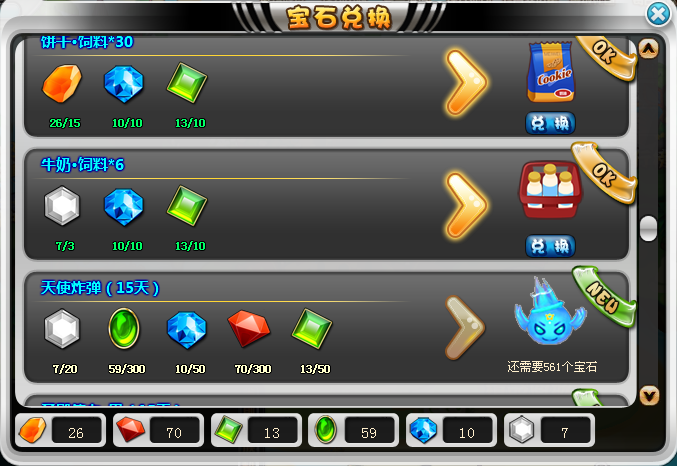 宝石兑换
饼干·饲料*30
OK
Cookie
26/15 10/10 13/10
兑 换
牛奶·饲料*6
OK
7/3 10/10 13/10
兑 换
天使炸弹（15天）
NEW
7/20 59/300 10/50 70/300 13/50
还需要561个宝石
26 70 13 59 10 7